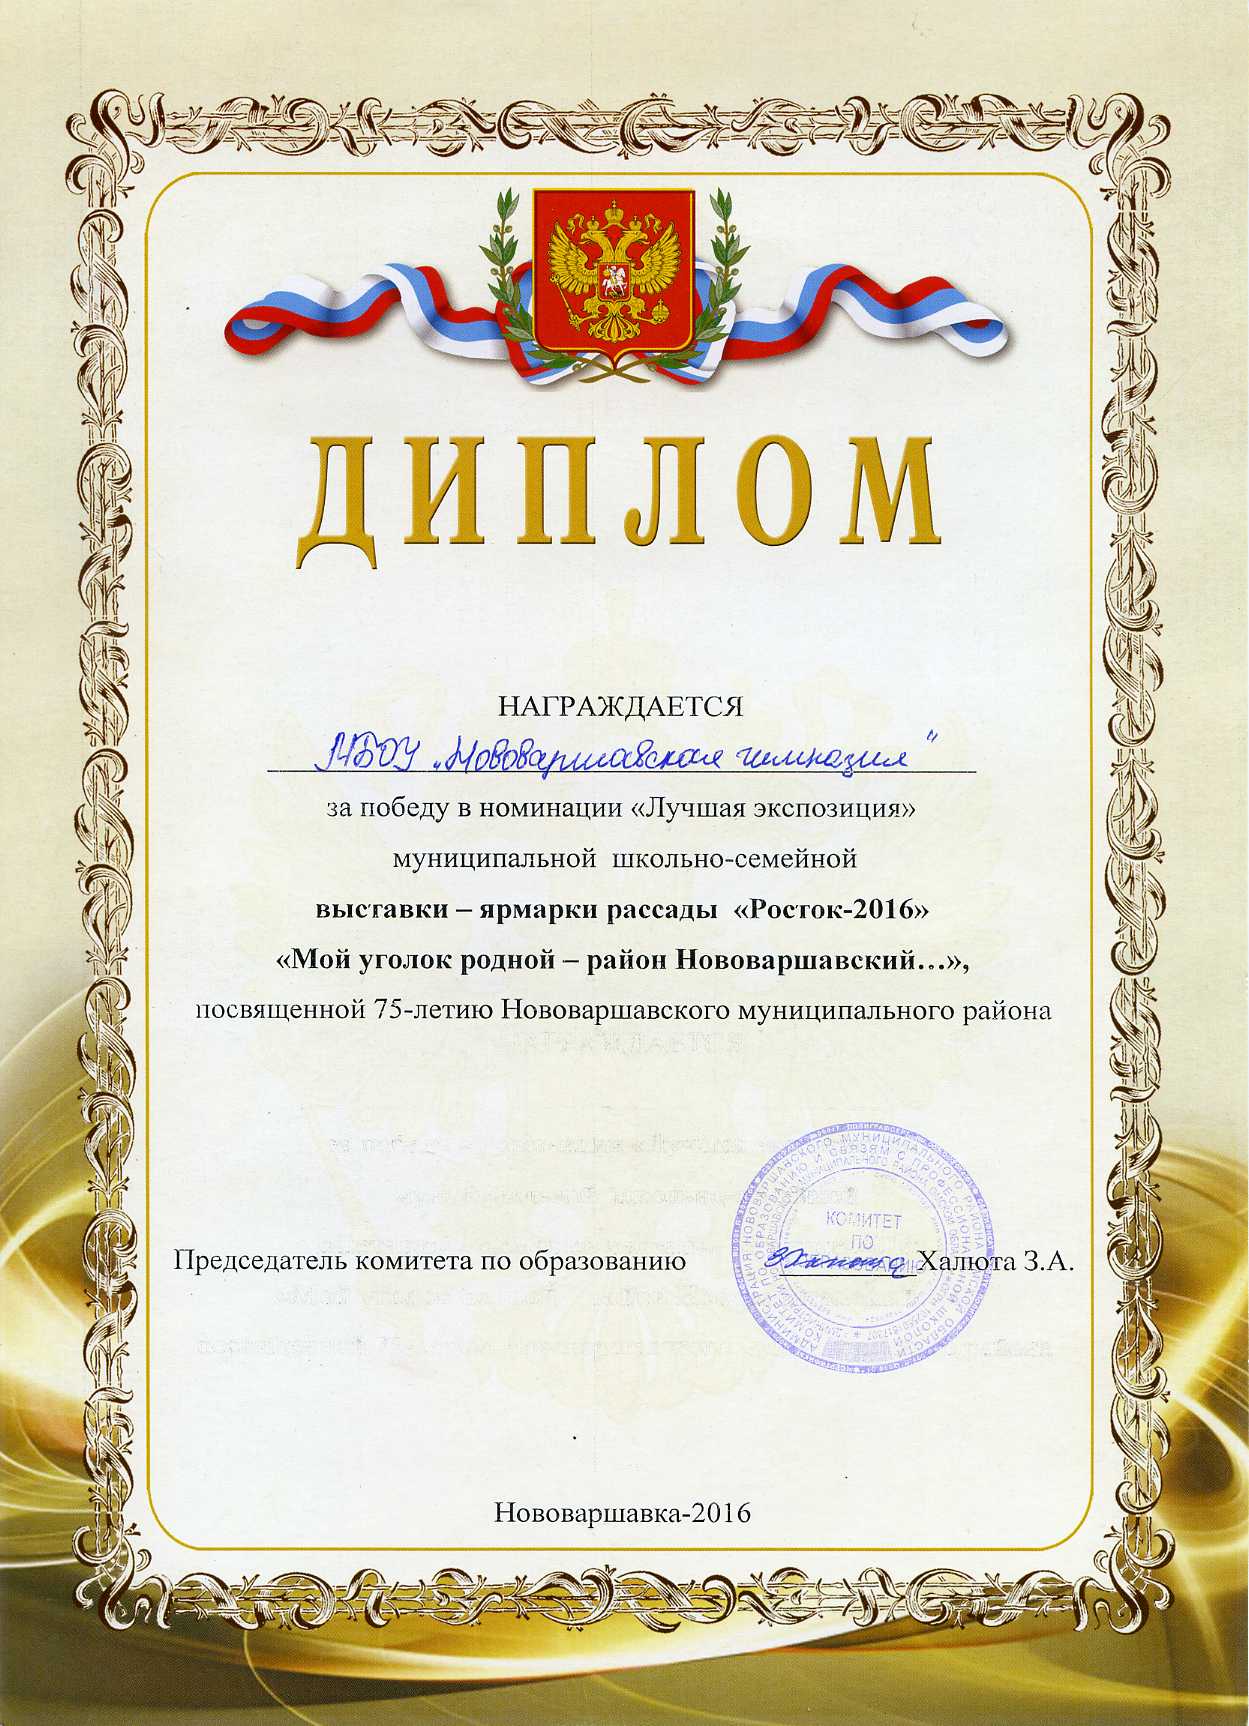 ДИПЛОМ
НАГРАЖДАЕТСЯ
МБОУ „Нововаршавская гимназия"
за победу в номинации «Лучшая экспозиция»
муниципальной школьно-семейной
выставки – ярмарки рассады «Росток-2016»
«Мой уголок родной – район Нововаршавский…»,
посвященной 75-летию Нововаршавского муниципального района
Председатель комитета по образованию Халюта З.А.
КОМИТЕТ
ПО
Нововаршавка-2016